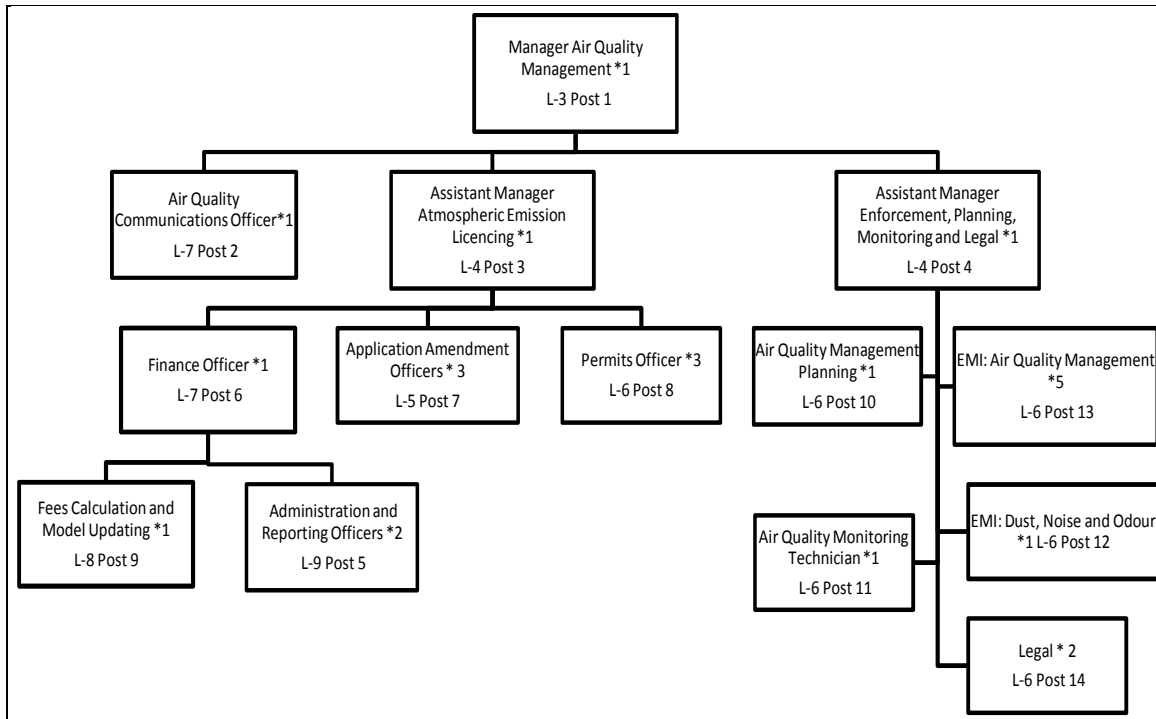 Manager Air Quality
Management *1
L-3 Post 1
Air Quality
Communications Officer*1
L-7 Post 2
Assistant Manager
Atmospheric Emission
Licencing *1
L-4 Post 3
Assistant Manager
Enforcement, Planning,
Monitoring and Legal *1
L-4 Post 4
Finance Officer *1
L-7 Post 6
Application Amendment
Officers * 3
L-5 Post 7
Permits Officer *3
L-6 Post 8
Air Quality Management
Planning *1
L-6 Post 10
EMI: Air Quality Management
*5
L-6 Post 13
Fees Calculation and
Model Updating *1
L-8 Post 9
Administration and
Reporting Officers *2
L-9 Post 5
Air Quality Monitoring
Technician *1
L-6 Post 11
EMI: Dust, Noise and Odour
*1 L-6 Post 12
Legal * 2
L-6 Post 14